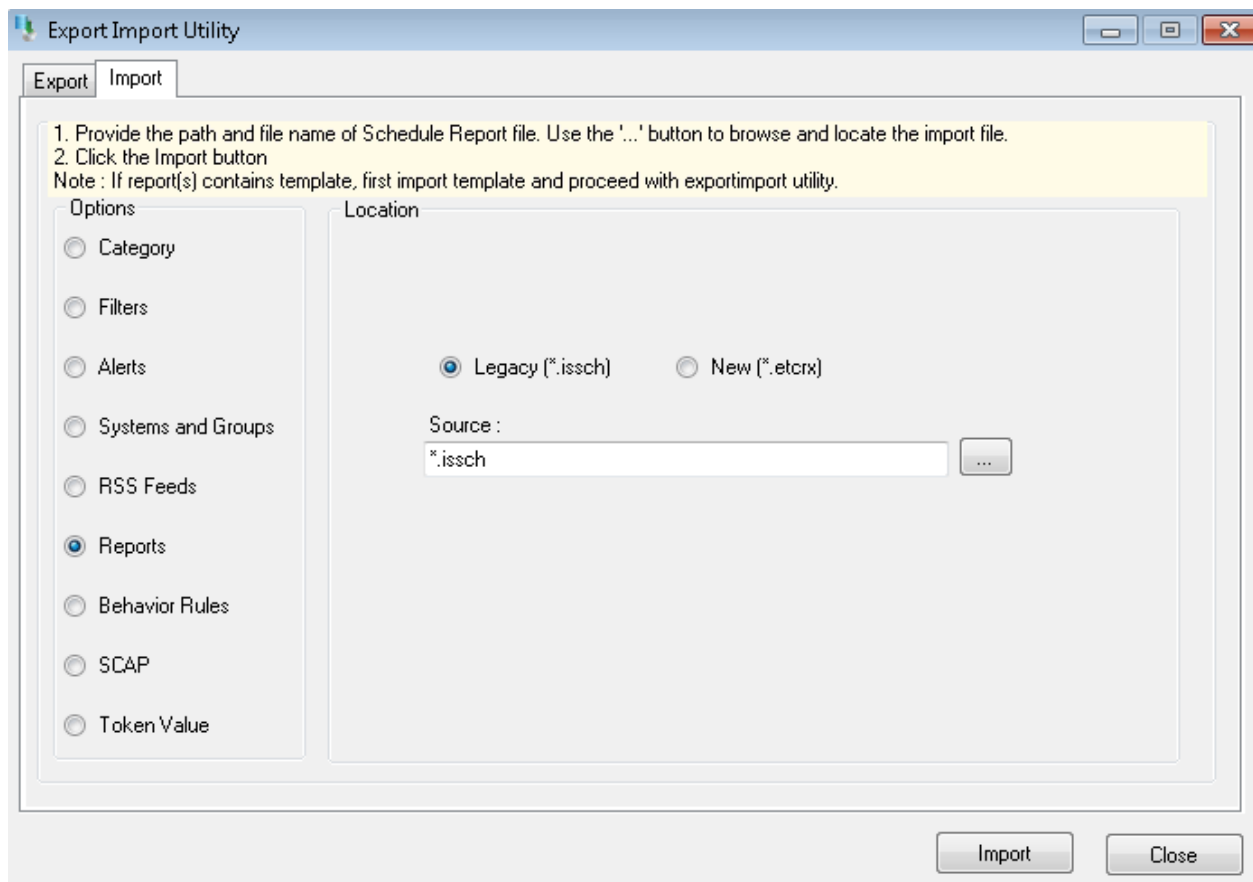 Export Import Utility
Export
Import
1. Provide the path and file name of Schedule Report file. Use the '...' button to browse and locate the import file.
2. Click the Import button
Note : If report(s) contains template, first import template and proceed with exportimport utility.
Options
Category
Filters
Alerts
Systems and Groups
RSS Feeds
Reports
Behavior Rules
SCAP
Token Value
Location
Legacy (*.issch)
New (*.etcrx)
Source :
*.issch
...
Import
Close